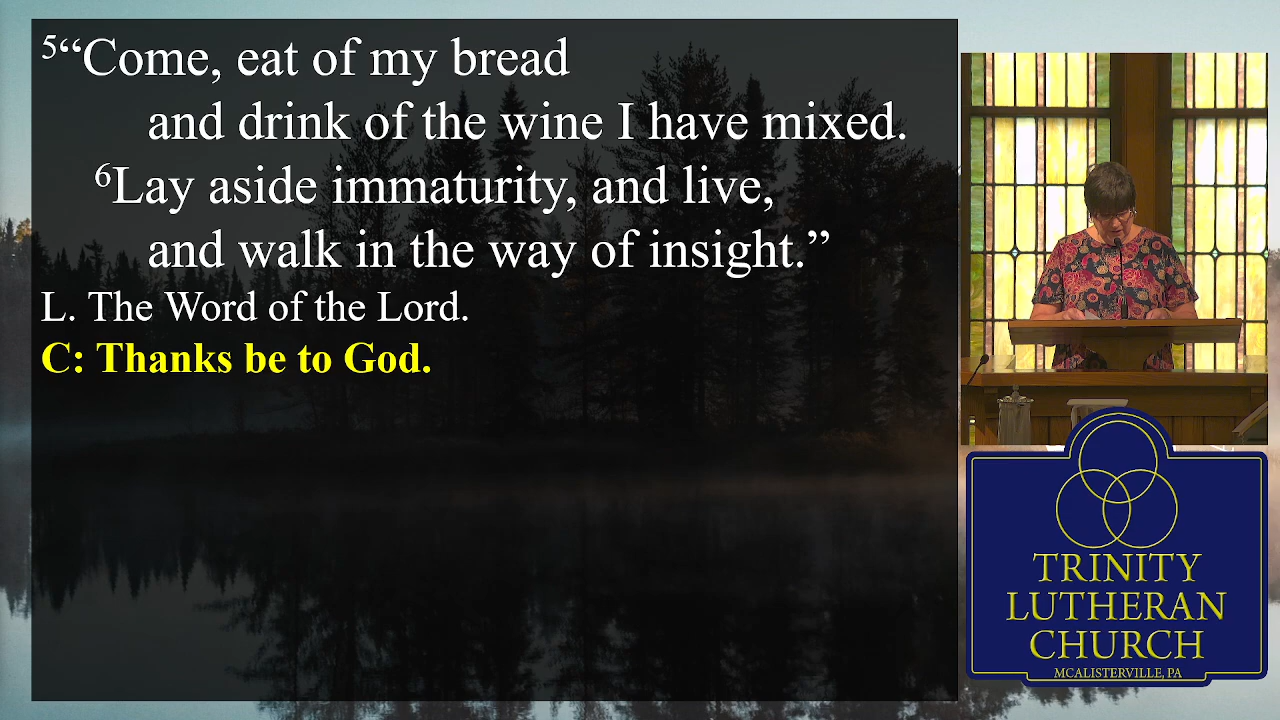 ⁵“Come, eat of my bread
and drink of the wine I have mixed.
⁶Lay aside immaturity, and live,
and walk in the way of insight.”
L. The Word of the Lord.
C: Thanks be to God.
TRINITY
LUTHERAN
CHURCH
MCALISTERVILLE, PA